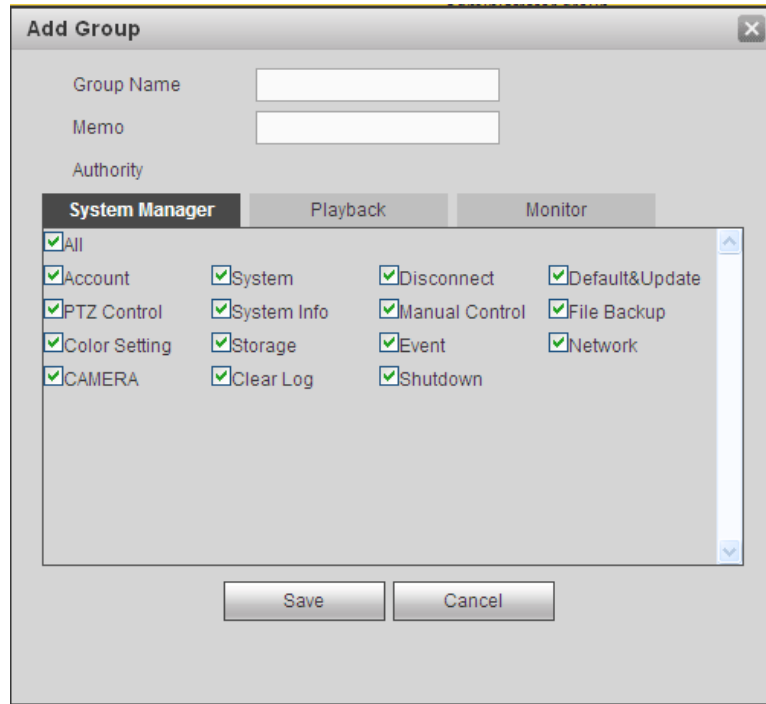 Add Group
Group Name
Memo
Authority
System Manager Playback Monitor
All
Account System Disconnect Default&Update
PTZ Control System Info Manual Control File Backup
Color Setting Storage Event Network
CAMERA Clear Log Shutdown
Save Cancel